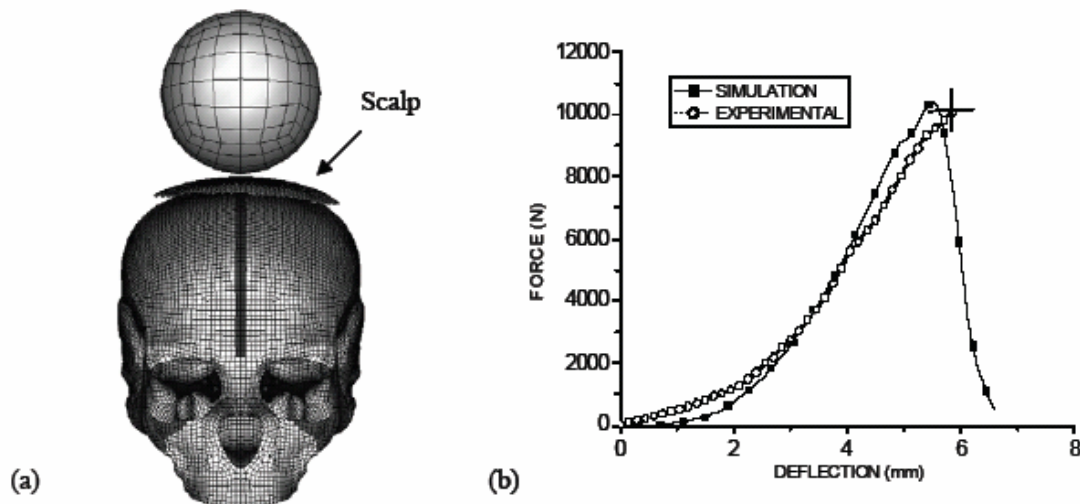 Scalp
(a)
12000
10000
8000
6000
4000
2000
0
FORCE (N)
SIMULATION
EXPERIMENTAL
0 2 4 6 8
DEFLECTION (mm)
(b)